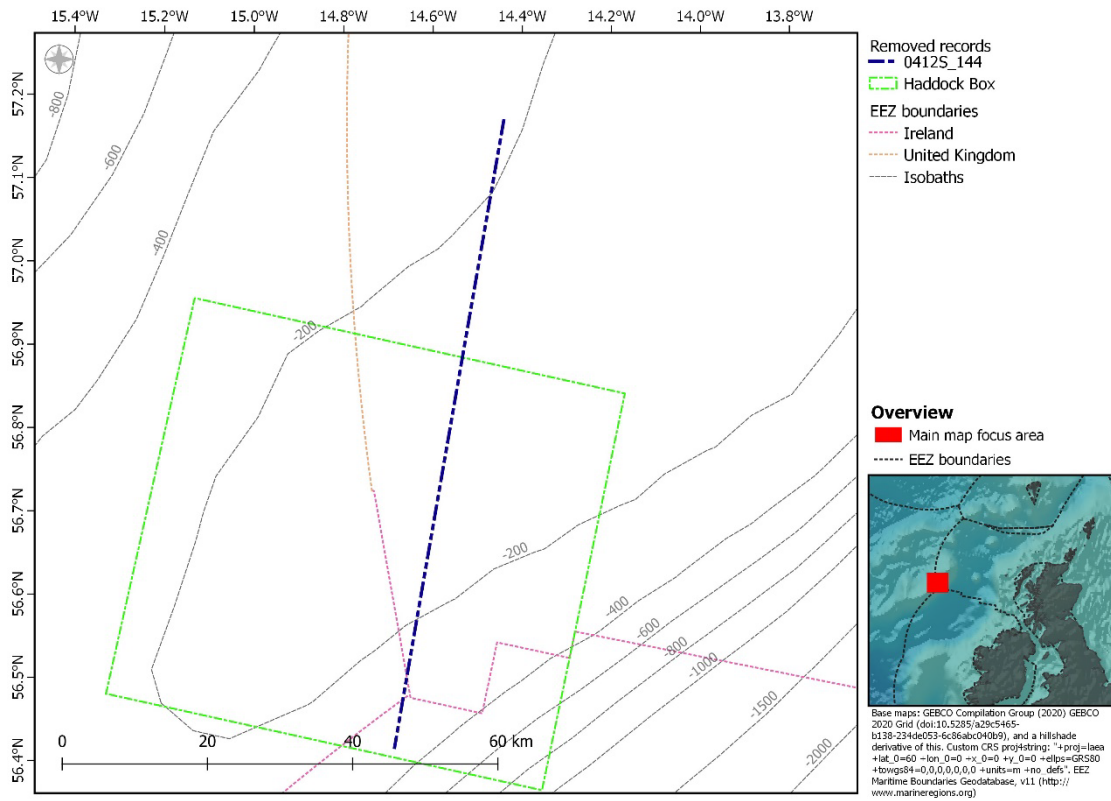 15.4°W 15.2°W 15.0°W 14.8°W 14.6°W 14.4°W 14.2°W 14.0°W 13.8°W
57.2°N
57.1°N
57.0°N
56.9°N
56.8°N
56.7°N
56.6°N
56.5°N
56.4°N
-800
-600
-400
-200
-200
-400
-600
-800
-1000
-1500
-2000
0 20 40 60 km
Removed records
0412S_144
Haddock Box
EEZ boundaries
Ireland
United Kingdom
Isobaths
Overview
Main map focus area
EEZ boundaries
Base maps: GEBCO Compilation Group (2020) GEBCO
2020 Grid (doi:10.5285/a29c5465-
b138-234de053-6c86abc040b9), and a hillshade
derivative of this. Custom CRS proj4string: "+proj=laea
+lat_0=60 +lon_0=0 +x_0=0 +y_0=0 +ellps=GRS80
+towgs84=0,0,0,0,0,0,0 +units=m +no_defs". EEZ
Maritime Boundaries Geodatabase, v11 (http://
www.marineregions.org)